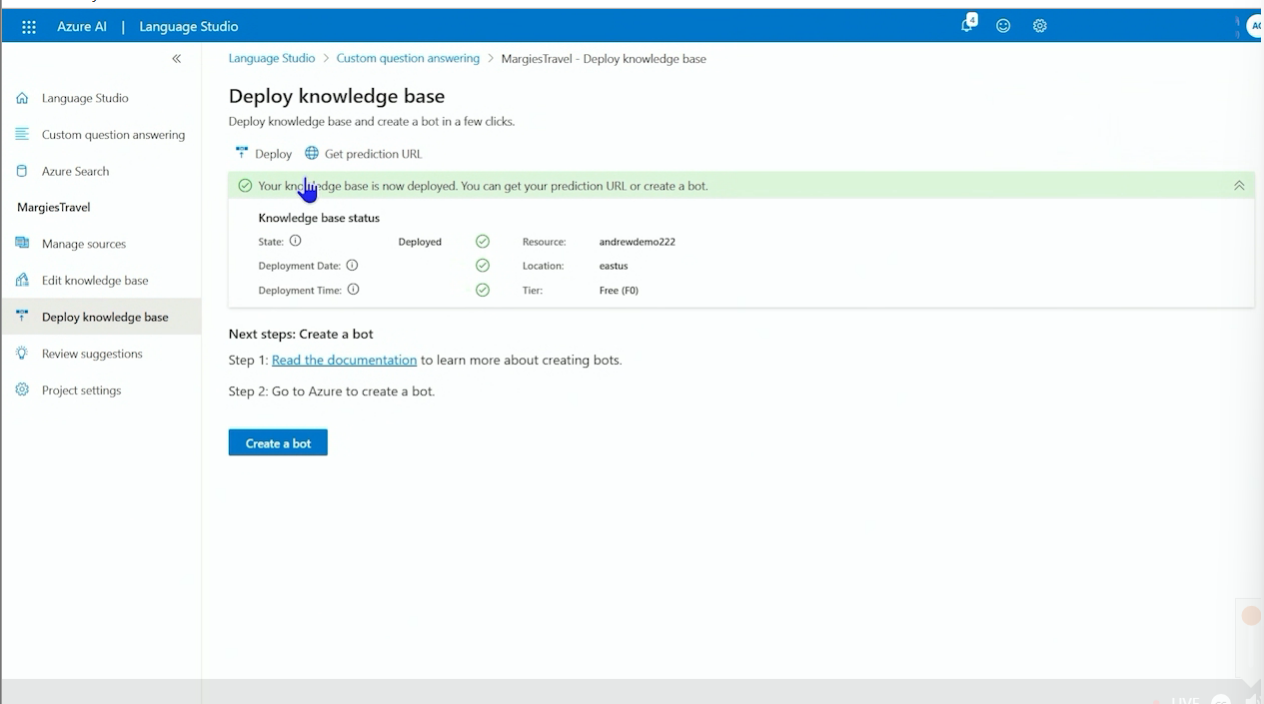 Azure AI | Language Studio
4
Language Studio > Custom question answering > MargiesTravel - Deploy knowledge base
Language Studio
Custom question answering
Azure Search
MargiesTravel
Manage sources
Edit knowledge base
Deploy knowledge base
Review suggestions
Project settings
Deploy knowledge base
Deploy knowledge base and create a bot in a few clicks.
Deploy Get prediction URL
Your knowledge base is now deployed. You can get your prediction URL or create a bot.
Knowledge base status
State: Deployed Resource: andrewdemo222
Deployment Date: Location: eastus
Deployment Time: Tier: Free (F0)
Next steps: Create a bot
Step 1: Read the documentation to learn more about creating bots.
Step 2: Go to Azure to create a bot.
Create a bot
LIVE